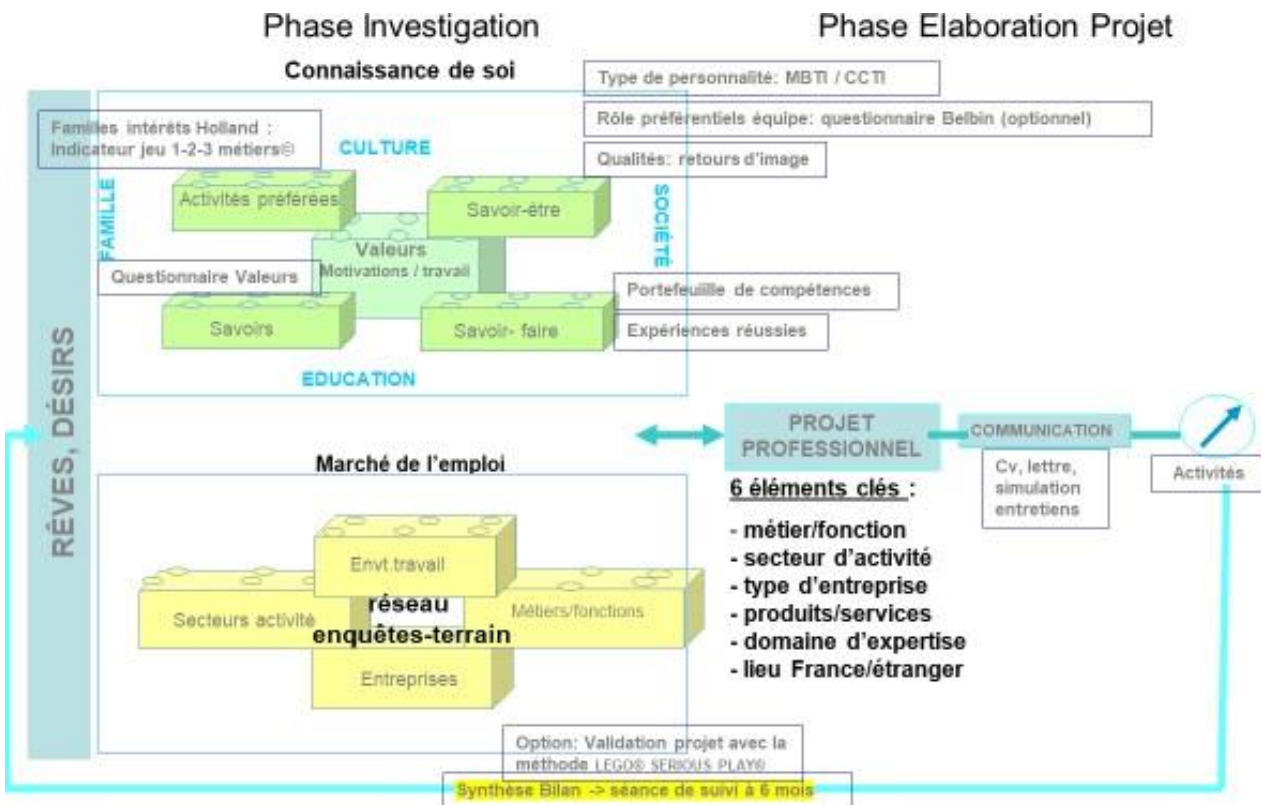 Phase Investigation
Phase Elaboration Projet
Connaissance de soi
Type de personnalité: MBTI / CCTI
Rôle préférentiels équipe: questionnaire Belbin (optionnel)
Qualités: retours d'image
Familles intérêts Holland :
Indicateur jeu 1-2-3 métiers©
CULTURE
FAMILLE
SOCIÉTÉ
Activités préférées
Savoir-être
Valeurs
Motivations / travail
Questionnaire Valeurs
Portefeuiille de compétences
Savoirs
Savoir- faire
Expériences réussies
EDUCATION
RÊVES, DÉSIRS
PROJET
PROFESSIONNEL
COMMUNICATION
Cv, lettre,
simulation
entretiens
Activités
Marché de l'emploi
6 éléments clés :
- métier/fonction
- secteur d'activité
- type d'entreprise
- produits/services
- domaine d'expertise
- lieu France/étranger
Envt.travail
Secteurs activité
réseau
Métiers/fonctions
enquêtes-terrain
Entreprises
Option: Validation projet avec la
méthode LEGO® SERIOUS PLAY®
Synthèse Bilan -> séance de suivi à 6 mois